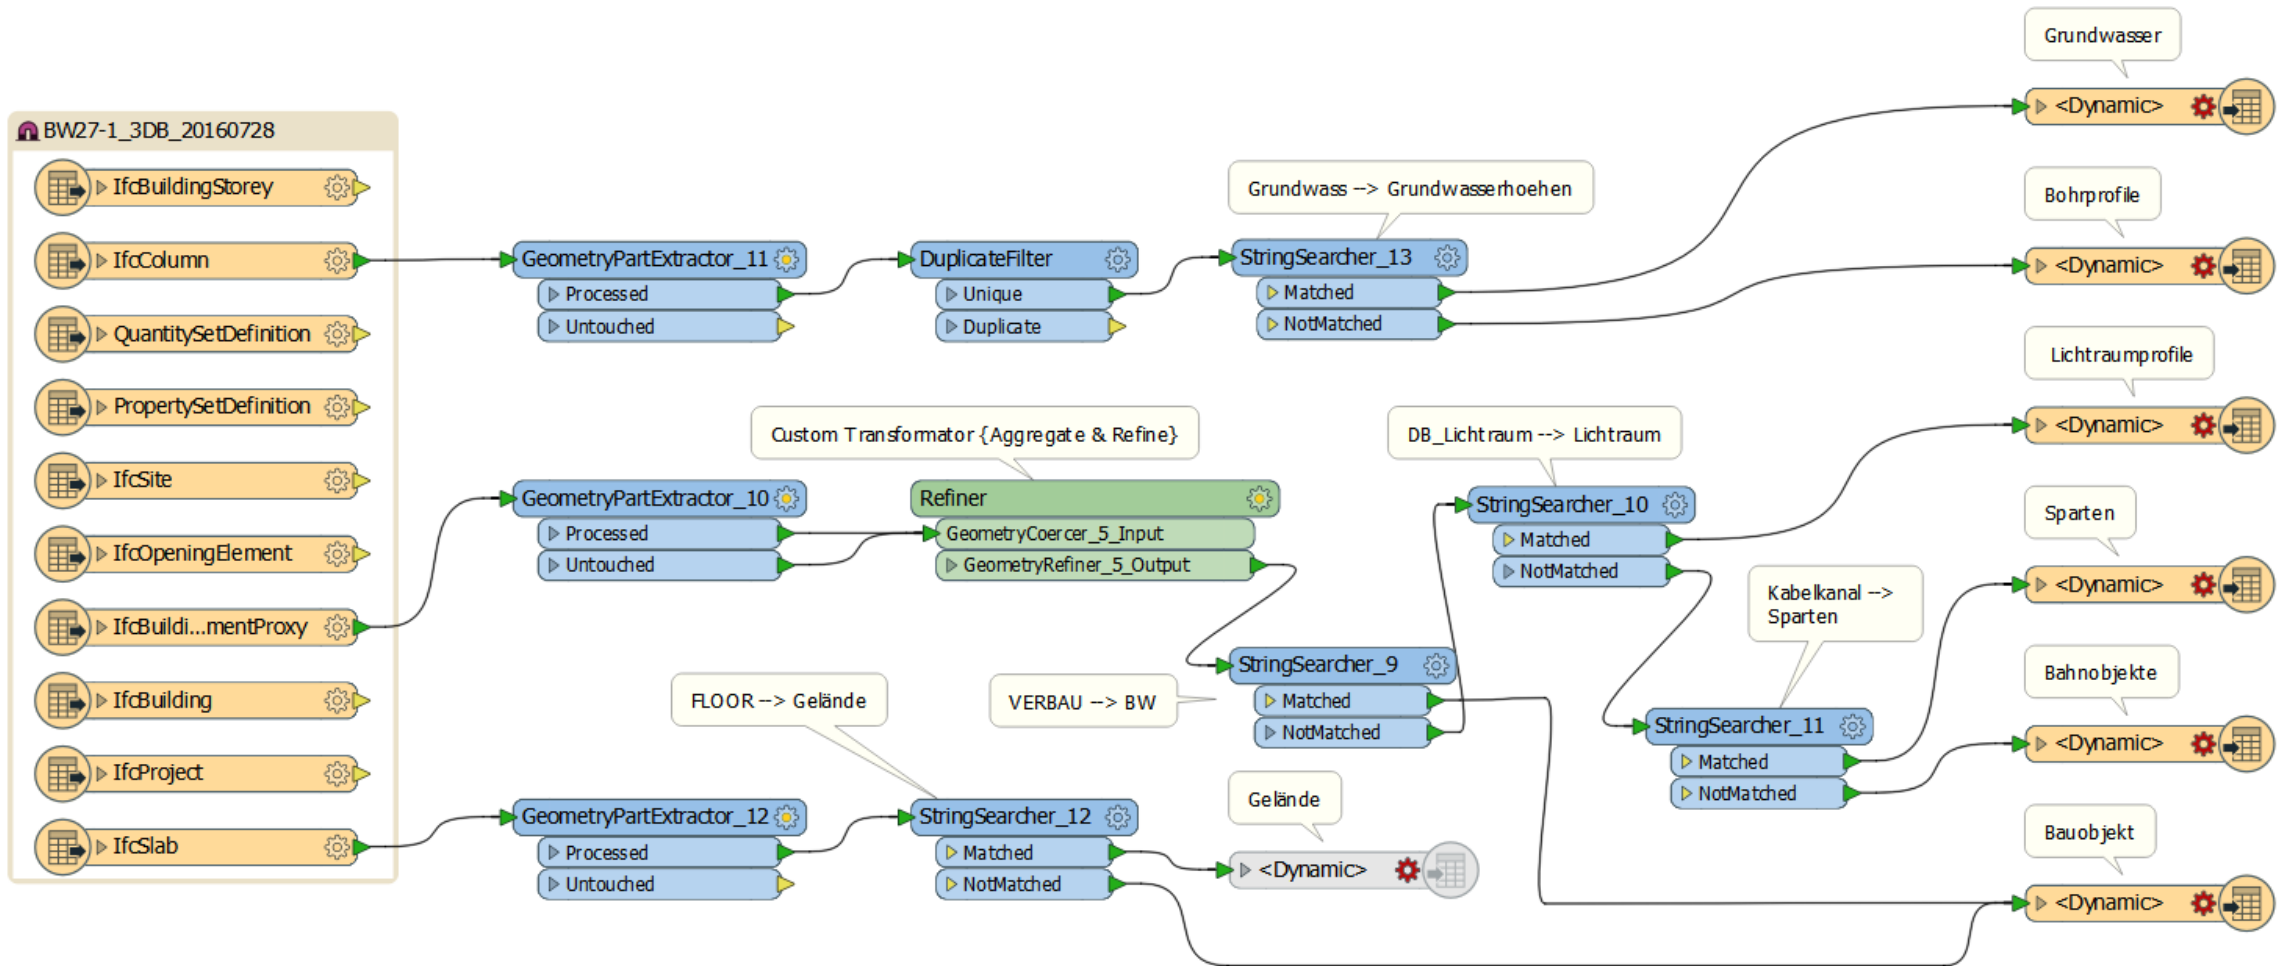 BW27-1_3DB_20160728
IfcBuildingStorey
IfcColumn
QuantitySetDefinition
PropertySetDefinition
IfcSite
IfcOpeningElement
IfcBuildi...mentProxy
IfcBuilding
IfcProject
IfcSlab
GeometryPartExtractor_11
Processed
Untouched
DuplicateFilter
Unique
Duplicate
Grundwass --> Grundwasserhoehen
StringSearcher_13
Matched
NotMatched
Custom Transformator {Aggregate & Refine}
GeometryPartExtractor_10
Processed
Untouched
Refiner
GeometryCoercer_5_Input
GeometryRefiner_5_Output
VERBAU --> BW
StringSearcher_9
Matched
NotMatched
DB_Lichtraum --> Lichtraum
StringSearcher_10
Matched
NotMatched
Kabelkanal -->
Sparten
StringSearcher_11
Matched
NotMatched
FLOOR --> Gelände
GeometryPartExtractor_12
Processed
Untouched
StringSearcher_12
Matched
NotMatched
Gelände
<Dynamic>
Grundwasser
<Dynamic>
Bohrprofile
<Dynamic>
Lichtraumprofile
<Dynamic>
Sparten
<Dynamic>
Bahnobjekte
<Dynamic>
Bauobjekt
<Dynamic>